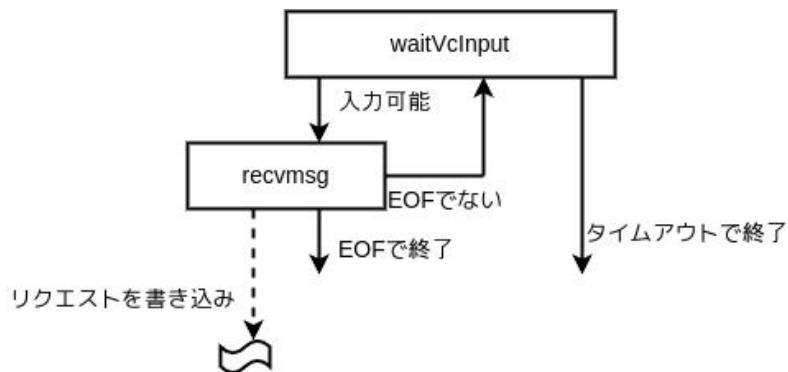 waitVcInput
入力可能
recvmsg
EOFでない
タイムアウトで終了
EOFで終了
リクエストを書き込み